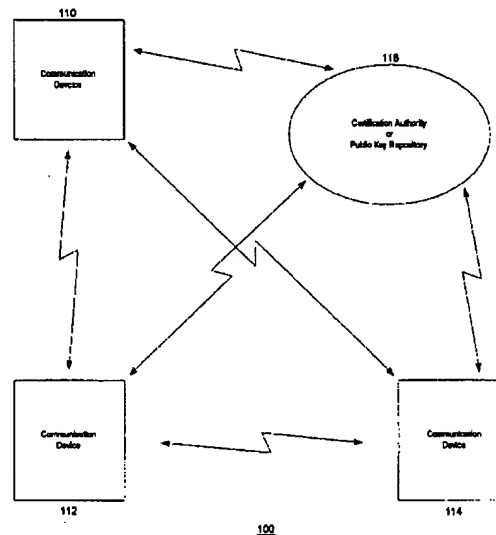 110
Communication
Device
118
Certification Authority
or
Public Key Repository
Communication
Device
Communication
Device
112
114
100